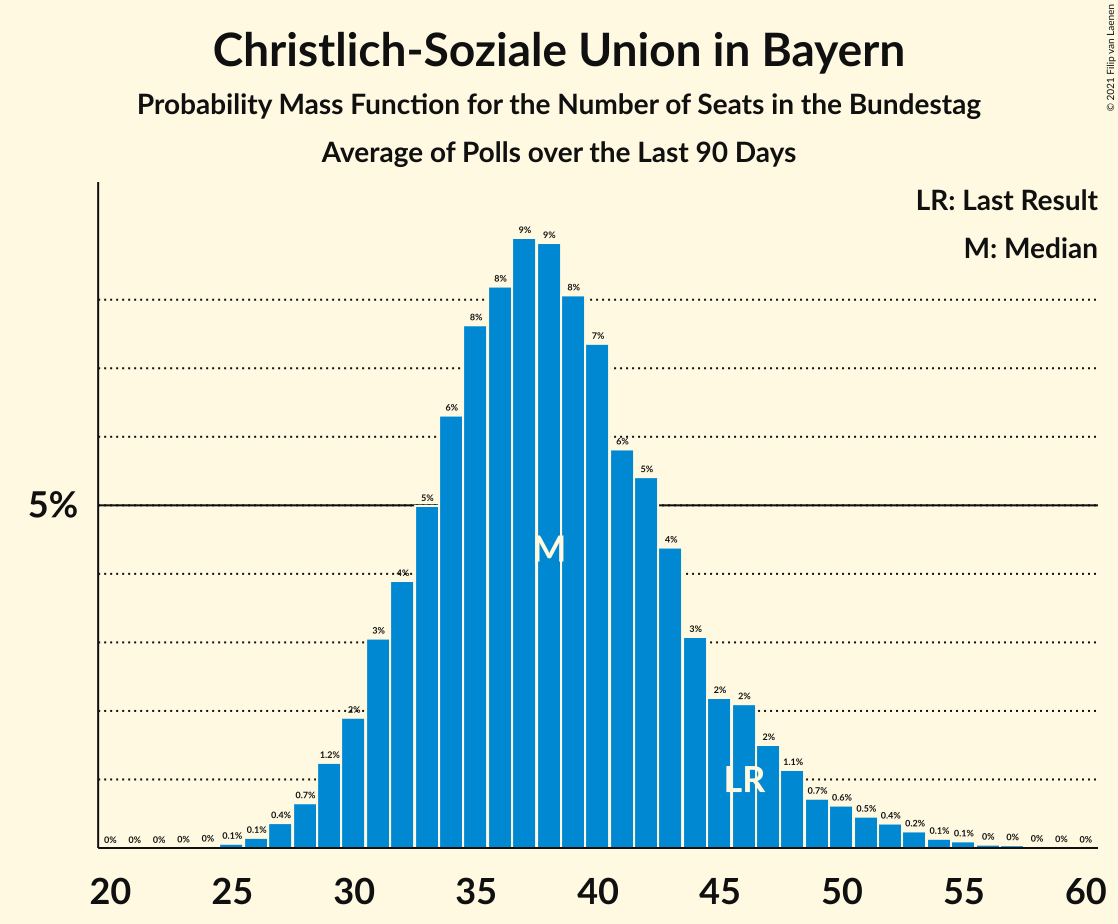 Christlich-Soziale Union in Bayern
Probability Mass Function for the Number of Seats in the Bundestag
Average of Polls over the Last 90 Days
© 2021 Filip van Laenen
LR: Last Result
M: Median
5%
0% 0% 0% 0% 0% 0.1% 0.1% 0.4% 0.7% 1.2% 2% 3% 4% 5% 6% 8% 8% 9% 9% 8% 7% 6% 5% 4% 3% 2% 2% 2% 1.1% 0.7% 0.6% 0.5% 0.4% 0.2% 0.1% 0.1% 0% 0% 0% 0% 0%
M
LR
20 25 30 35 40 45 50 55 60